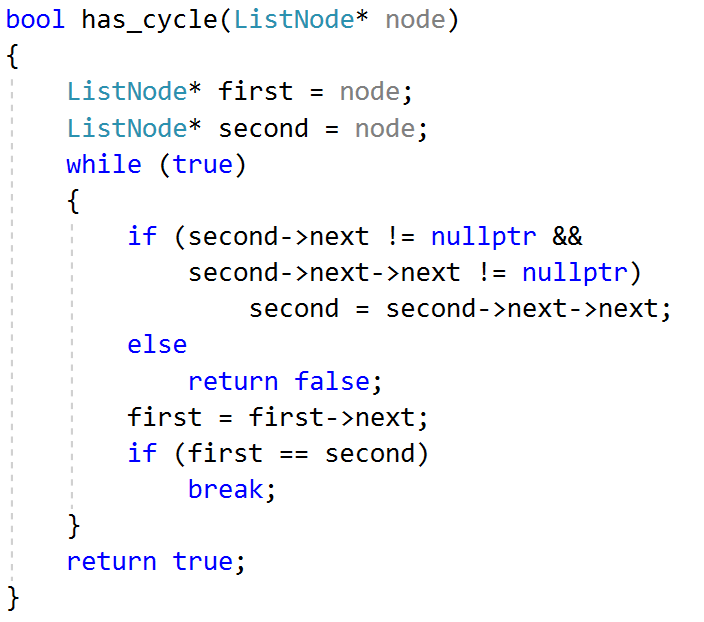 bool has_cycle(ListNode* node)
{
    ListNode* first = node;
    ListNode* second = node;
    while (true)
    {
        if (second->next != nullptr &&
            second->next->next != nullptr)
                second = second->next->next;
        else
            return false;
        first = first->next;
        if (first == second)
            break;
    }
    return true;
}